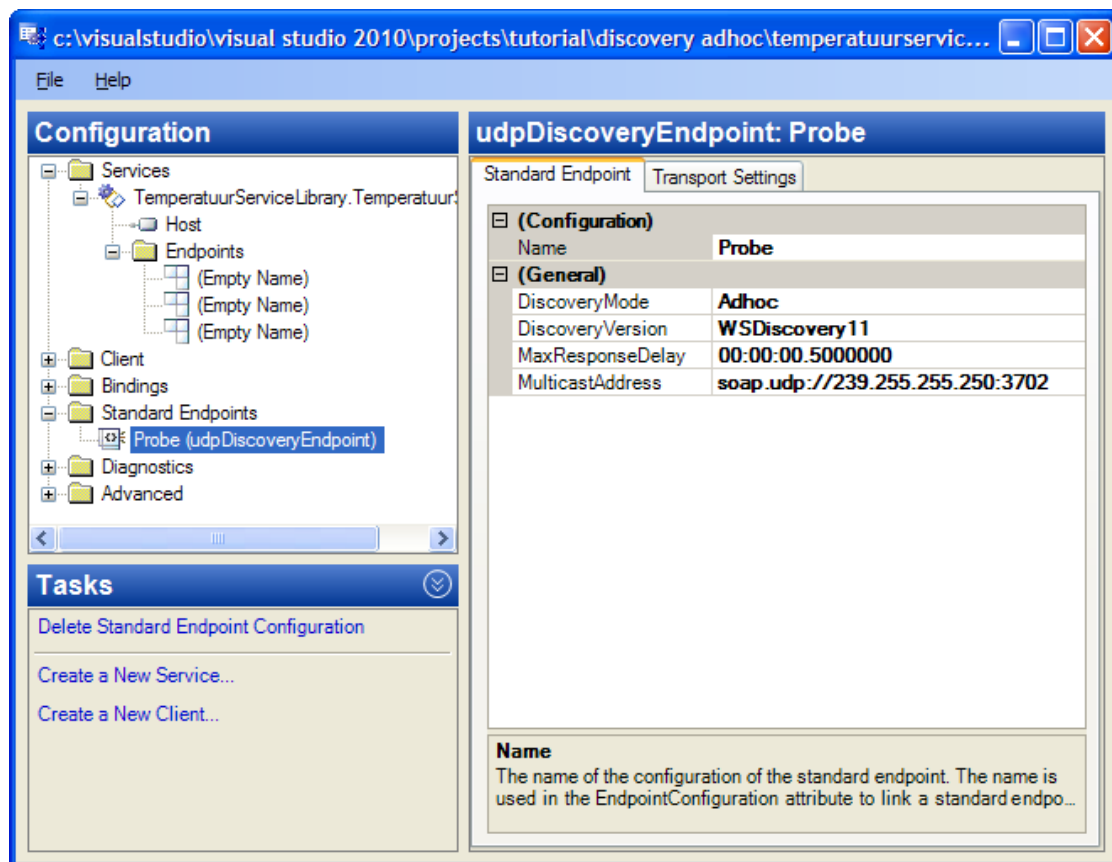 c:\visualstudio\visual studio 2010\projects\tutorial\discovery adhoc\temperatuurservic...
File Help
Configuration
Services
TemperatuurServiceLibrary.Temperatuur
Host
Endpoints
(Empty Name)
(Empty Name)
(Empty Name)
Client
Bindings
Standard Endpoints
Probe (udpDiscoveryEndpoint)
Diagnostics
Advanced
Tasks
Delete Standard Endpoint Configuration
Create a New Service...
Create a New Client...
udpDiscoveryEndpoint: Probe
Standard Endpoint Transport Settings
(Configuration)
Name Probe
(General)
DiscoveryMode Adhoc
DiscoveryVersion WSDiscovery11
MaxResponseDelay 00:00:00.5000000
MulticastAddress soap.udp://239.255.255.250:3702
Name
The name of the configuration of the standard endpoint. The name is
used in the EndpointConfiguration attribute to link a standard endpo...